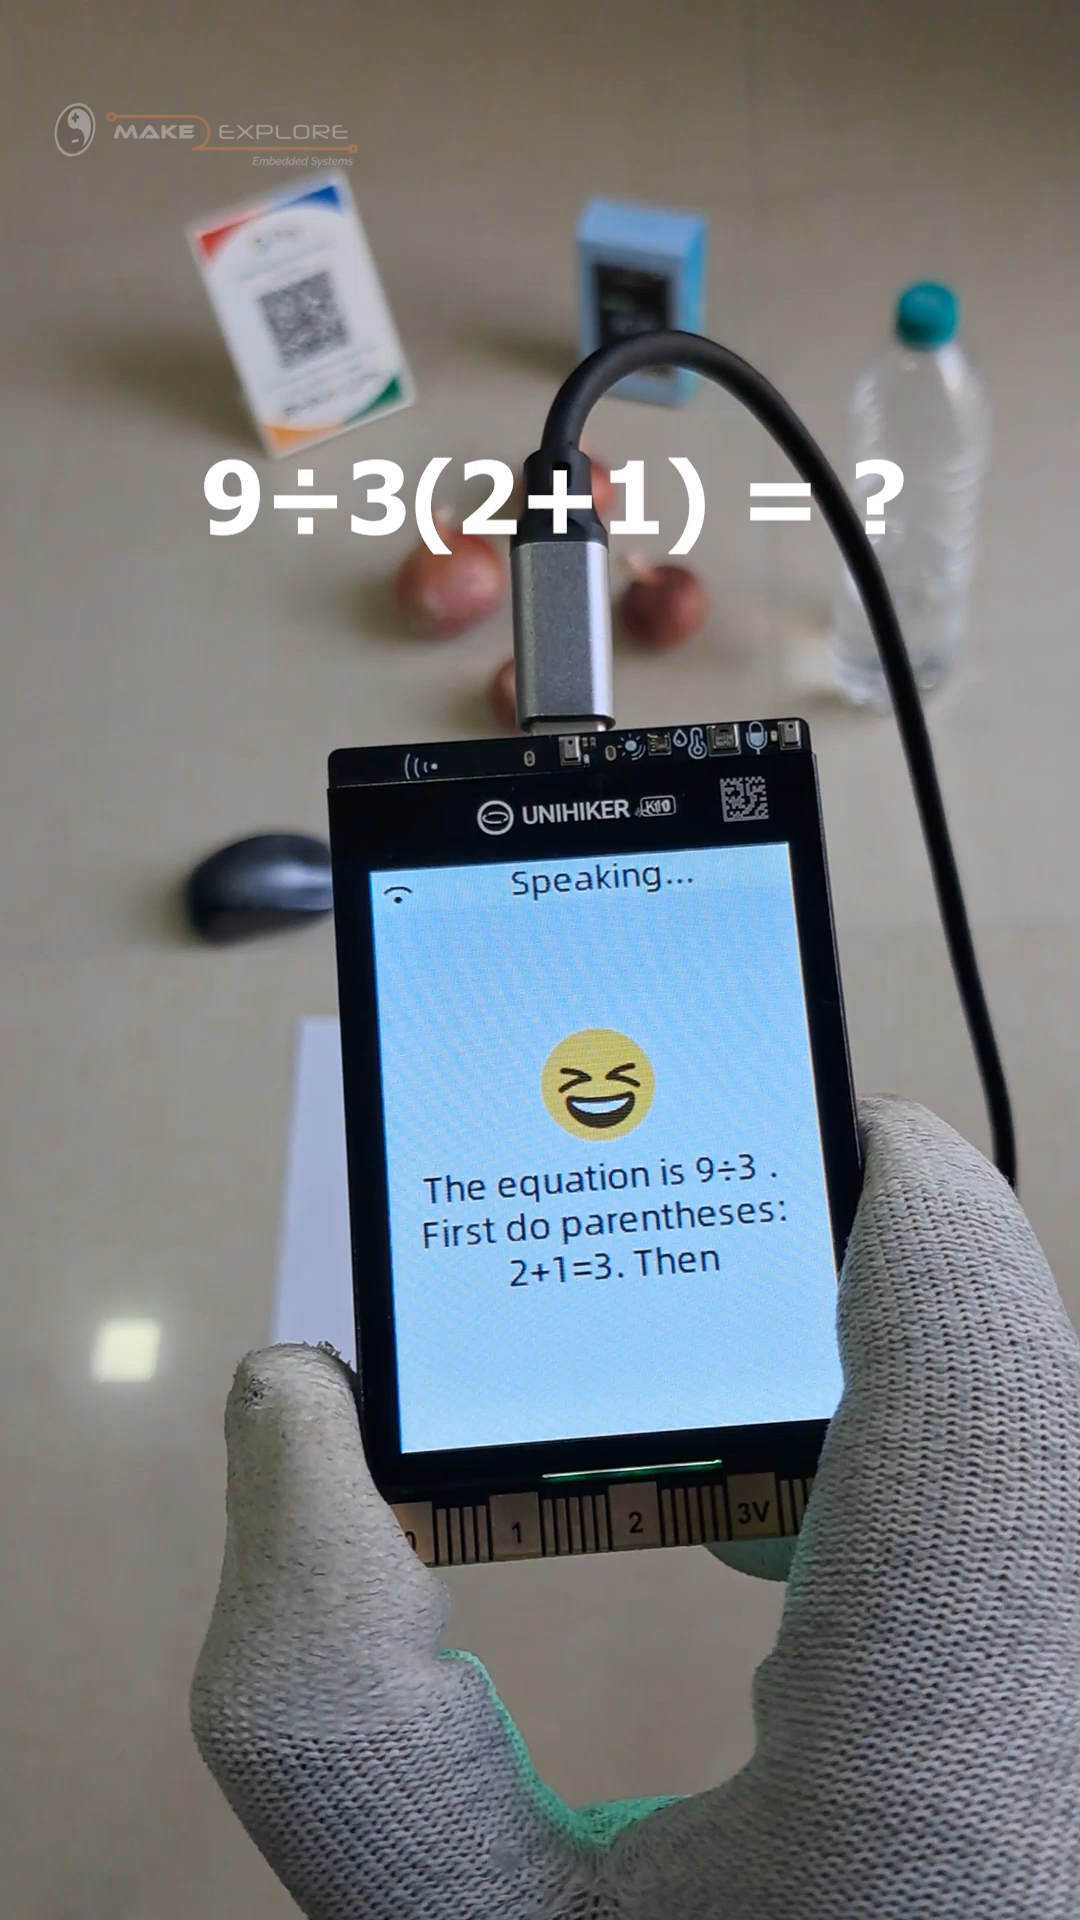 MAKE EXPLORE
Embedded Systems
9÷3(2+1) = ?
UNIHIKER K10
Speaking...
The equation is 9÷3 .
First do parentheses:
2+1=3. Then
1
2
3V